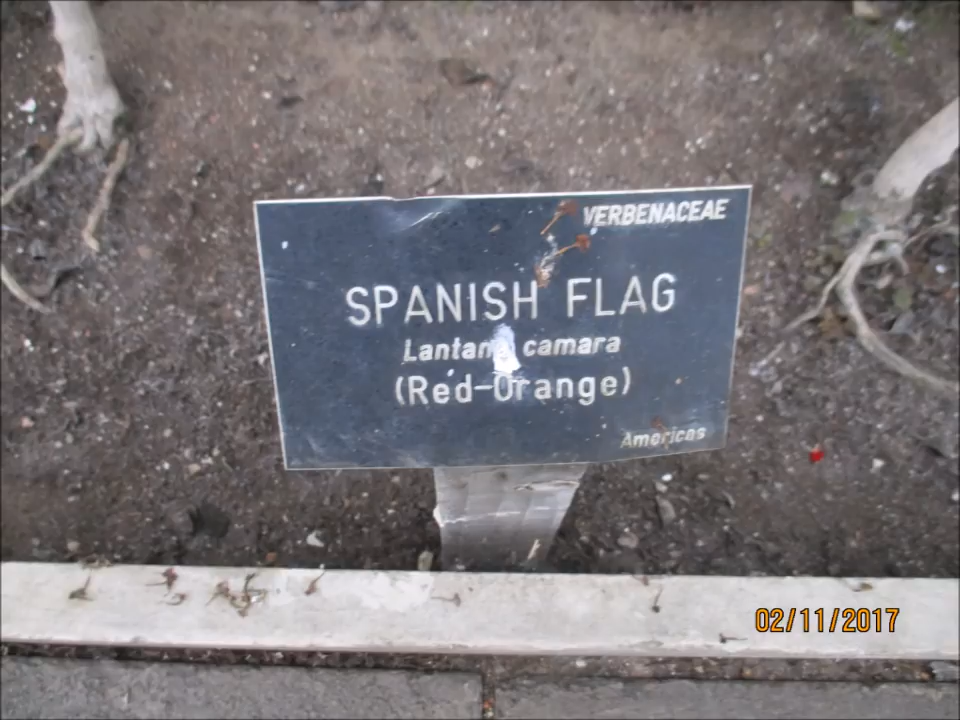 VERBENACEAE
SPANISH FLAG
Lantana camara
(Red-Orange)
Americas
02/11/2017